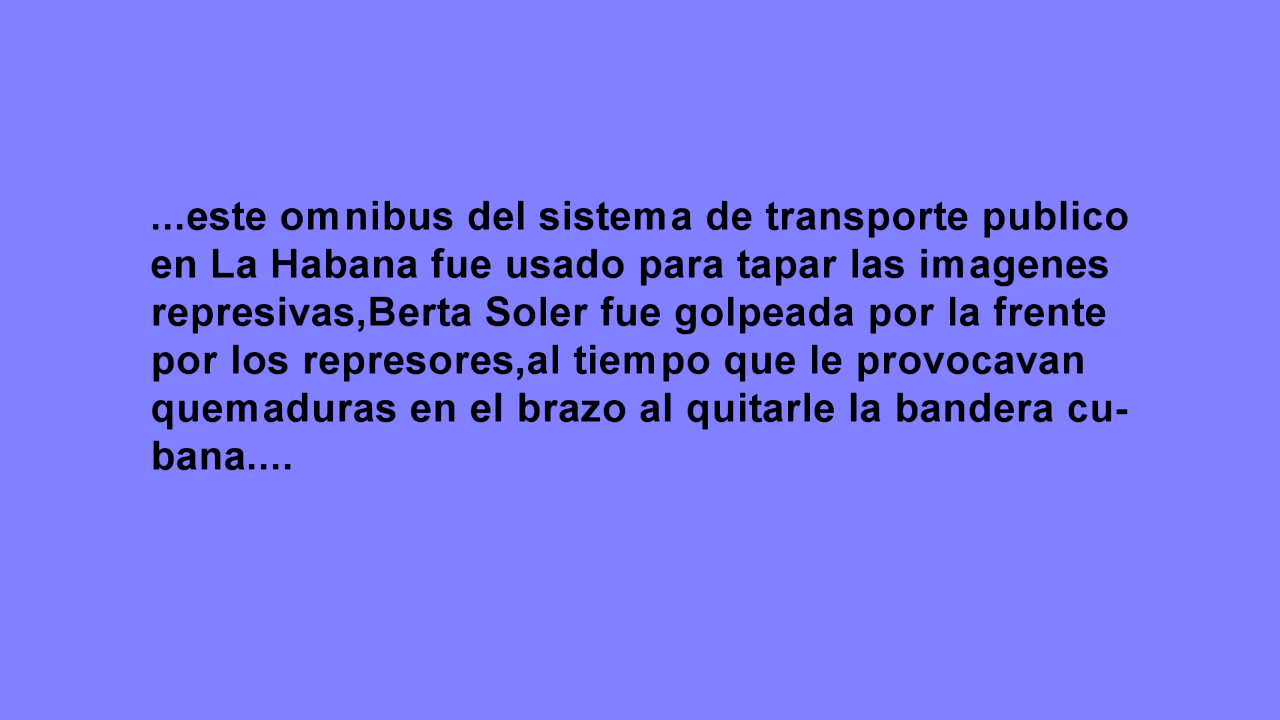 ...este omnibus del sistema de transporte publico
en La Habana fue usado para tapar las imagenes
represivas,Berta Soler fue golpeada por la frente
por los represores,al tiempo que le provocavan
quemaduras en el brazo al quitarle la bandera cu-
bana....